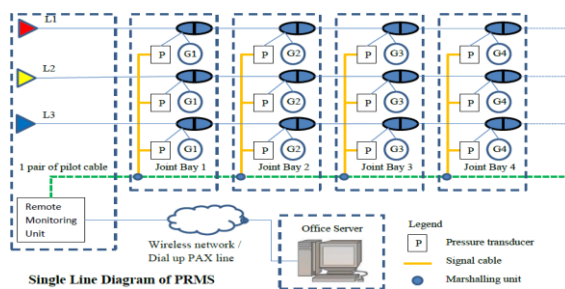 L1
P G1 P G2 P G3 P G4
L2
P G1 P G2 P G3 P G4
L3
P G1 P G2 P G3 P G4
1 pair of pilot cable Joint Bay 1 Joint Bay 2 Joint Bay 3 Joint Bay 4
Remote
Monitoring
Unit
Wireless network /
Dial up PAX line
Office Server
Legend
P Pressure transducer
Signal cable
Marshalling unit
Single Line Diagram of PRMS